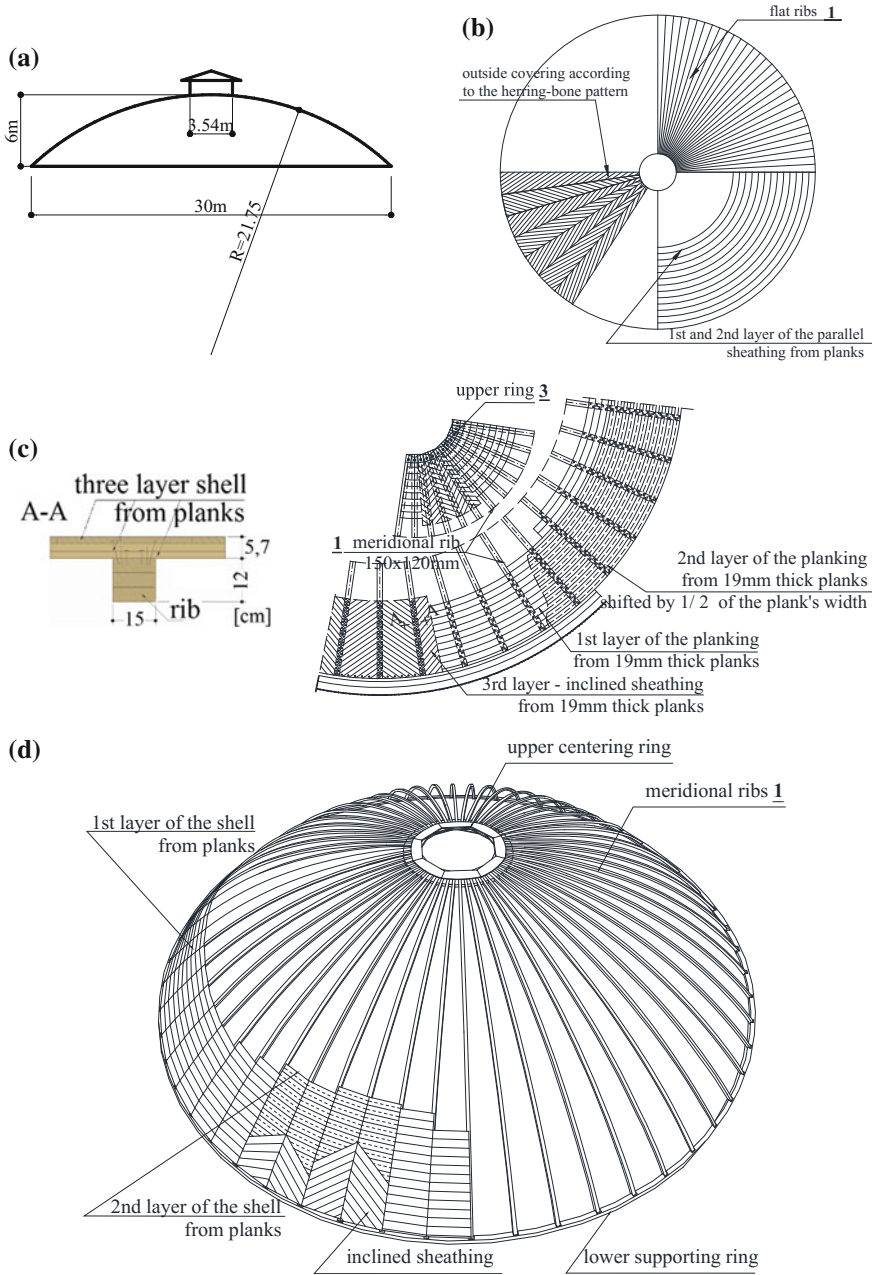 (a)
6m
3.54m
30m
R=21.75
(b)
flat ribs 1
outside covering according
to the herring-bone pattern
1st and 2nd layer of the parallel
sheathing from planks
(c)
three layer shell
from planks
A-A
5,7
12
rib
15
[cm]
upper ring 3
1 meridional rib
150x120mm
2nd layer of the planking
from 19mm thick planks
shifted by 1/ 2 of the plank's width
1st layer of the planking
from 19mm thick planks
3rd layer - inclined sheathing
from 19mm thick planks
(d)
upper centering ring
meridional ribs 1
1st layer of the shell
from planks
2nd layer of the shell
from planks
inclined sheathing
lower supporting ring